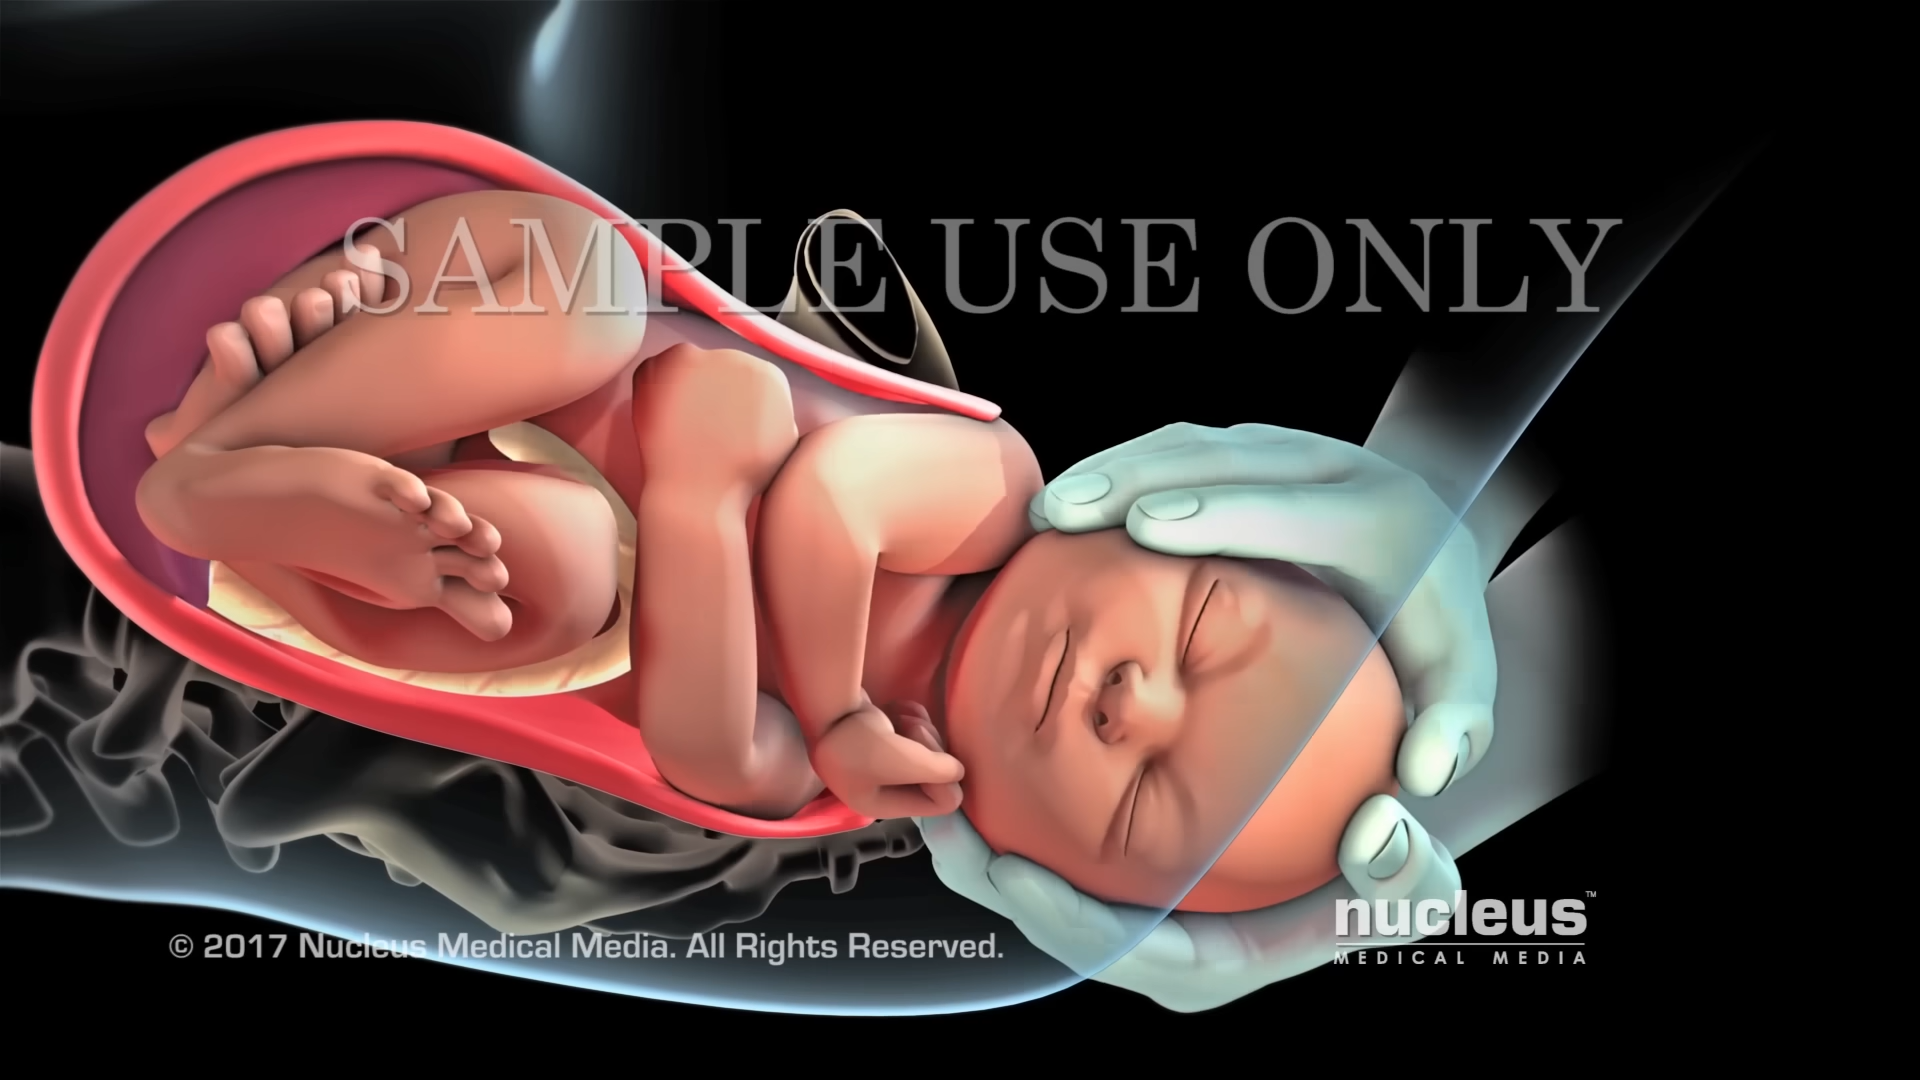 SAMPLE USE ONLY
© 2017 Nucleus Medical Media. All Rights Reserved.
nucleus™
MEDICAL MEDIA